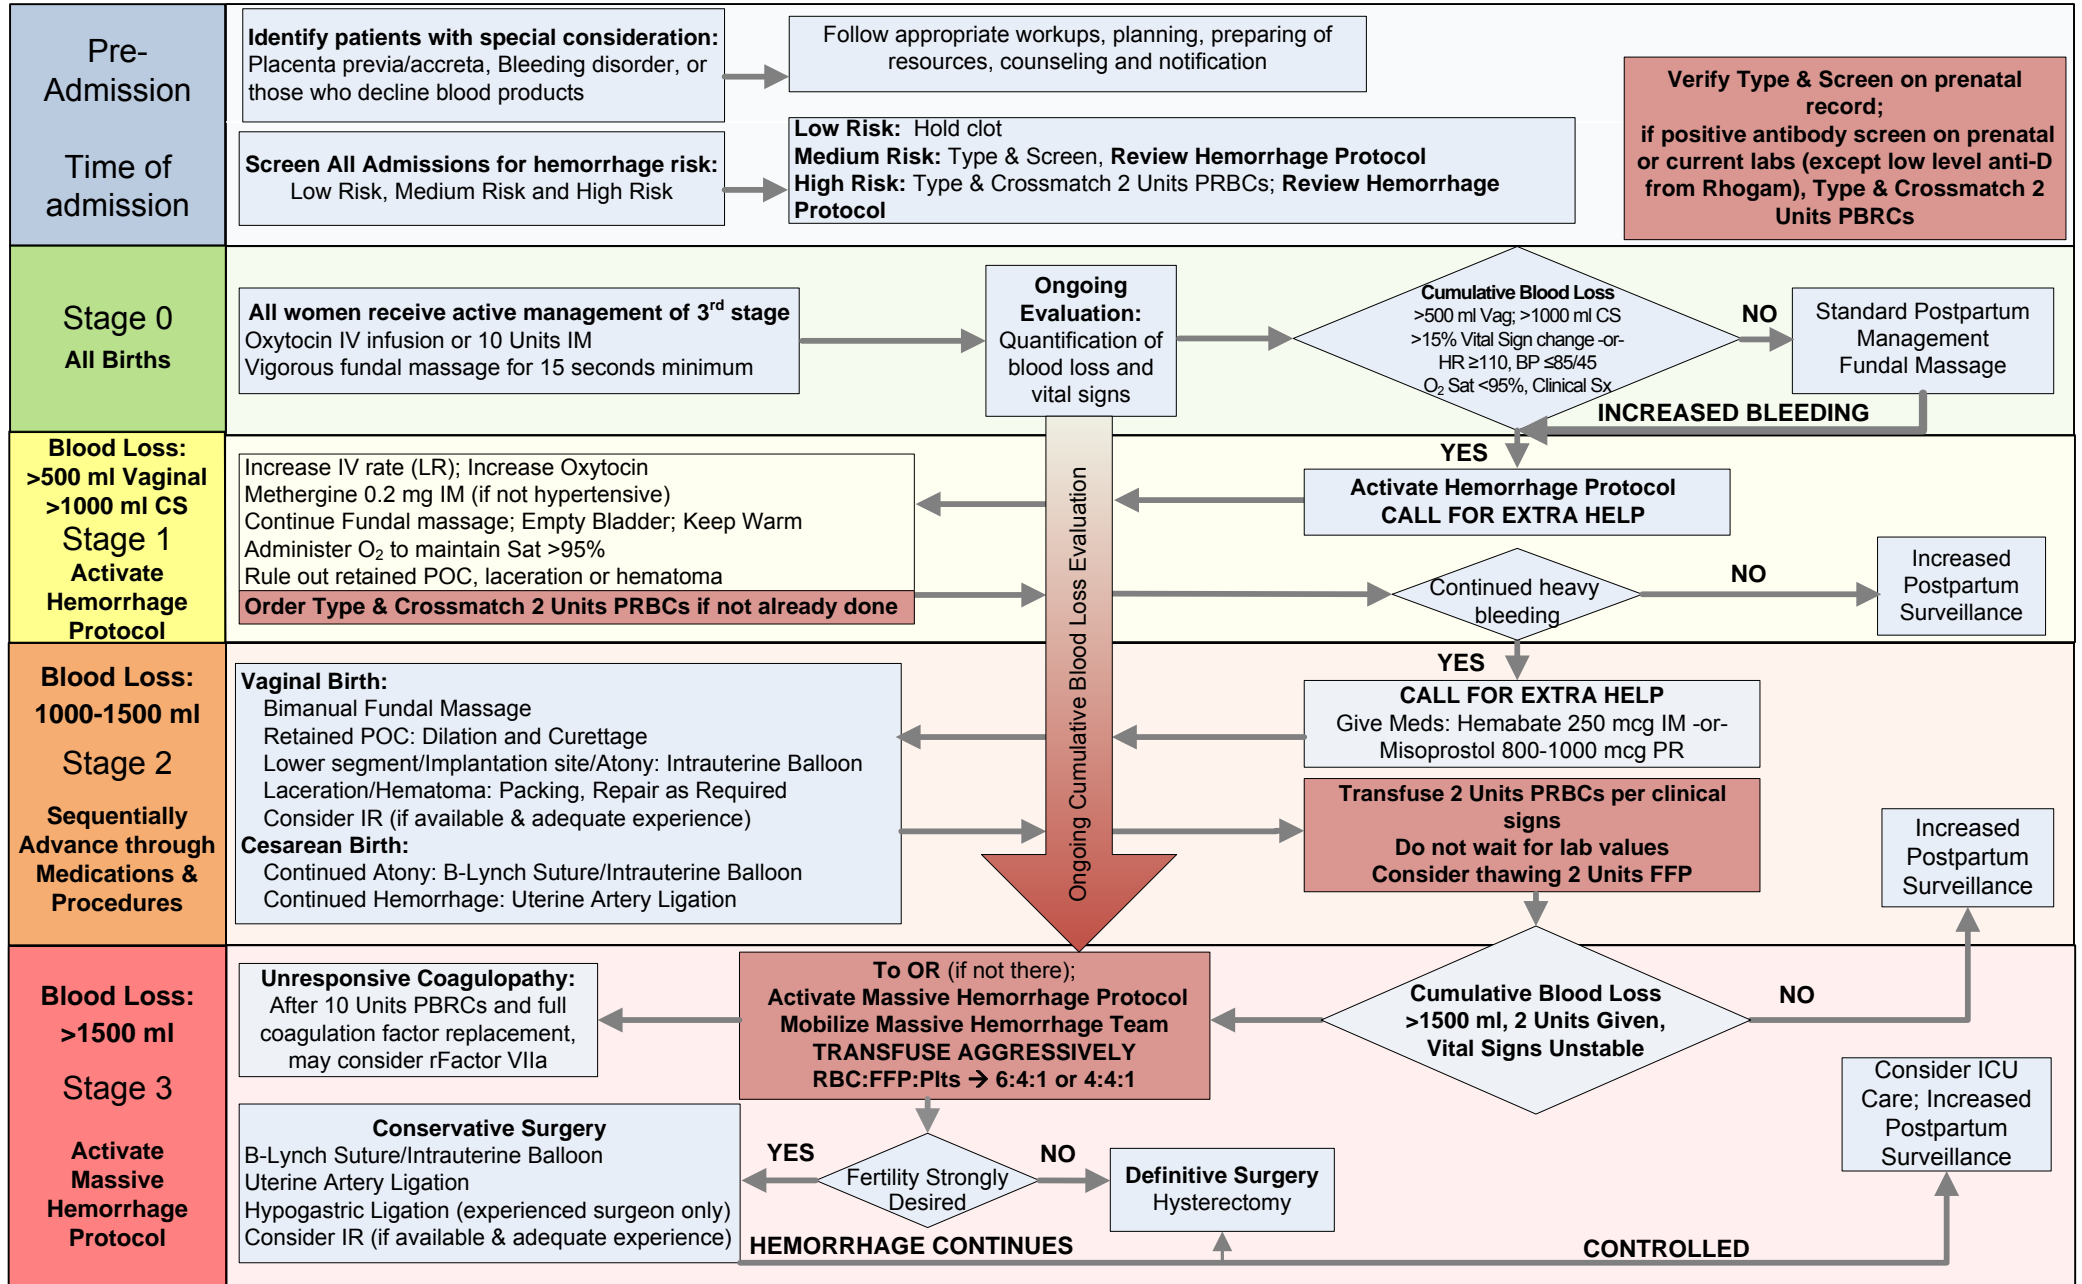 Pre-
Admission
Time of
admission
Identify patients with special consideration:
Placenta previa/accreta, Bleeding disorder, or
those who decline blood products
Follow appropriate workups, planning, preparing of
resources, counseling and notification
Screen All Admissions for hemorrhage risk:
Low Risk, Medium Risk and High Risk
Low Risk: Hold clot
Medium Risk: Type & Screen, Review Hemorrhage Protocol
High Risk: Type & Crossmatch 2 Units PRBCs; Review Hemorrhage
Protocol
Verify Type & Screen on prenatal
record;
if positive antibody screen on prenatal
or current labs (except low level anti-D
from Rhogam), Type & Crossmatch 2
Units PBRCs
Stage 0
All Births
All women receive active management of 3rd stage
Oxytocin IV infusion or 10 Units IM
Vigorous fundal massage for 15 seconds minimum
Ongoing
Evaluation:
Quantification of
blood loss and
vital signs
Cumulative Blood Loss
>500 ml Vag; >1000 ml CS
>15% Vital Sign change -or-
HR ≥110, BP ≤85/45
O2 Sat <95%, Clinical Sx
NO
Standard Postpartum
Management
Fundal Massage
INCREASED BLEEDING
Blood Loss:
>500 ml Vaginal
>1000 ml CS
Stage 1
Activate
Hemorrhage
Protocol
Increase IV rate (LR); Increase Oxytocin
Methergine 0.2 mg IM (if not hypertensive)
Continue Fundal massage; Empty Bladder; Keep Warm
Administer O2 to maintain Sat >95%
Rule out retained POC, laceration or hematoma
Order Type & Crossmatch 2 Units PRBCs if not already done
Ongoing Cumulative Blood Loss Evaluation
YES
Activate Hemorrhage Protocol
CALL FOR EXTRA HELP
Continued heavy
bleeding
NO
Increased
Postpartum
Surveillance
Blood Loss:
1000-1500 ml
Stage 2
Sequentially
Advance through
Medications &
Procedures
Vaginal Birth:
Bimanual Fundal Massage
Retained POC: Dilation and Curettage
Lower segment/Implantation site/Atony: Intrauterine Balloon
Laceration/Hematoma: Packing, Repair as Required
Consider IR (if available & adequate experience)
Cesarean Birth:
Continued Atony: B-Lynch Suture/Intrauterine Balloon
Continued Hemorrhage: Uterine Artery Ligation
YES
CALL FOR EXTRA HELP
Give Meds: Hemabate 250 mcg IM -or-
Misoprostol 800-1000 mcg PR
Transfuse 2 Units PRBCs per clinical
signs
Do not wait for lab values
Consider thawing 2 Units FFP
Increased
Postpartum
Surveillance
Blood Loss:
>1500 ml
Stage 3
Activate
Massive
Hemorrhage
Protocol
Unresponsive Coagulopathy:
After 10 Units PBRCs and full
coagulation factor replacement,
may consider rFactor VIIa
To OR (if not there);
Activate Massive Hemorrhage Protocol
Mobilize Massive Hemorrhage Team
TRANSFUSE AGGRESSIVELY
RBC:FFP:Plts → 6:4:1 or 4:4:1
Cumulative Blood Loss
>1500 ml, 2 Units Given,
Vital Signs Unstable
NO
Conservative Surgery
B-Lynch Suture/Intrauterine Balloon
Uterine Artery Ligation
Hypogastric Ligation (experienced surgeon only)
Consider IR (if available & adequate experience)
YES
Fertility Strongly
Desired
NO
Definitive Surgery
Hysterectomy
Consider ICU
Care; Increased
Postpartum
Surveillance
HEMORRHAGE CONTINUES
CONTROLLED